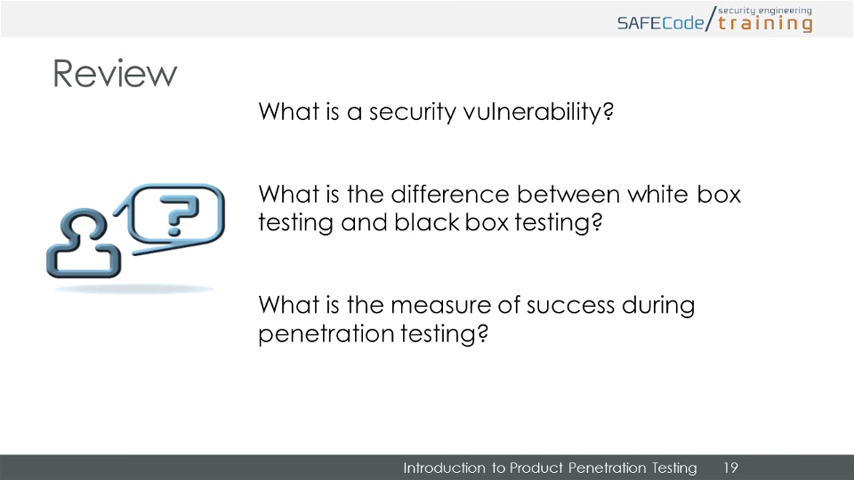 security engineering
SAFECode/training
Review
What is a security vulnerability?
What is the difference between white box
testing and black box testing?
?
What is the measure of success during
penetration testing?
Introduction to Product Penetration Testing 19